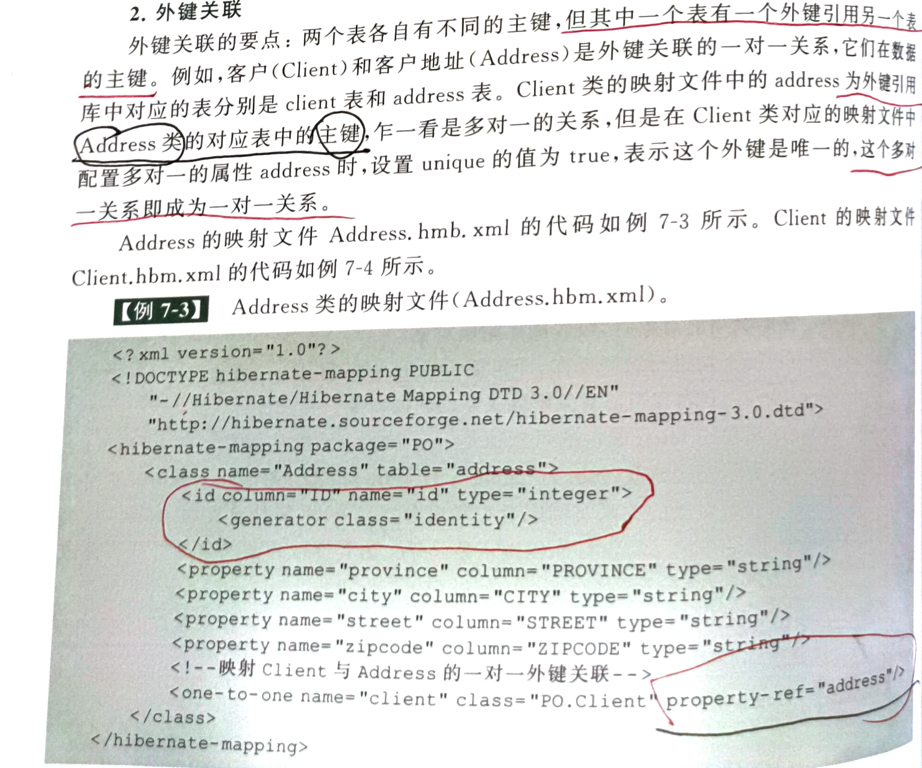 2. 外键关联
外键关联的要点：两个表各自有不同的主键，但其中一个表有一个外键引用另一个表
的主键。例如，客户(Client)和客户地址(Address)是外键关联的一对一关系，它们在数据
库中对应的表分别是 client 表和 address 表。Client 类的映射文件中的 address 为外键引用
Address 类的对应表中的主键，乍一看是多对一的关系，但是在 Client 类对应的映射文件中
配置多对一的属性 address 时，设置 unique 的值为 true，表示这个外键是唯一的，这个多对
一关系即成为一对一关系。
Address 的映射文件 Address.hmb.xml 的代码如例 7-3 所示。Client 的映射文件
Client.hbm.xml 的代码如例 7-4 所示。
【例 7-3】 Address 类的映射文件(Address.hbm.xml)。
<?xml version="1.0"?>
<!DOCTYPE hibernate-mapping PUBLIC
"-//Hibernate/Hibernate Mapping DTD 3.0//EN"
"http://hibernate.sourceforge.net/hibernate-mapping-3.0.dtd">
<hibernate-mapping package="PO">
<class name="Address" table="address">
<id column="ID" name="id" type="integer">
<generator class="identity"/>
</id>
<property name="province" column="PROVINCE" type="string"/>
<property name="city" column="CITY" type="string"/>
<property name="street" column="STREET" type="string"/>
<property name="zipcode" column="ZIPCODE" type="string"/>
<!--映射 Client 与 Address 的一对一外键关联-->
<one-to-one name="client" class="PO.Client" property-ref="address"/>
</class>
</hibernate-mapping>